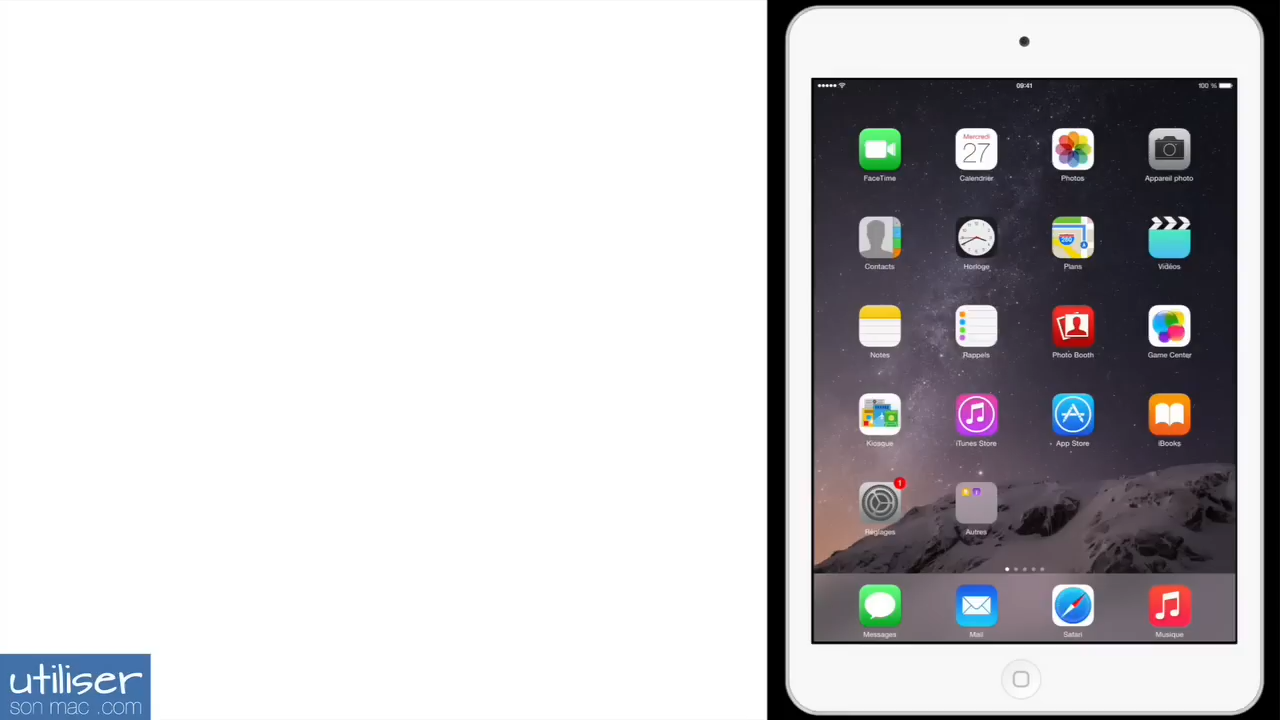 09:41
100 %
FaceTime
Mercredi
27
Calendrier
Photos
Appareil photo
Contacts
Horloge
280
Plans
Vidéos
Notes
Rappels
Photo Booth
Game Center
Kiosque
iTunes Store
App Store
iBooks
1
Réglages
Autres
Messages
Mail
Safari
Musique
utiliser
son mac .com